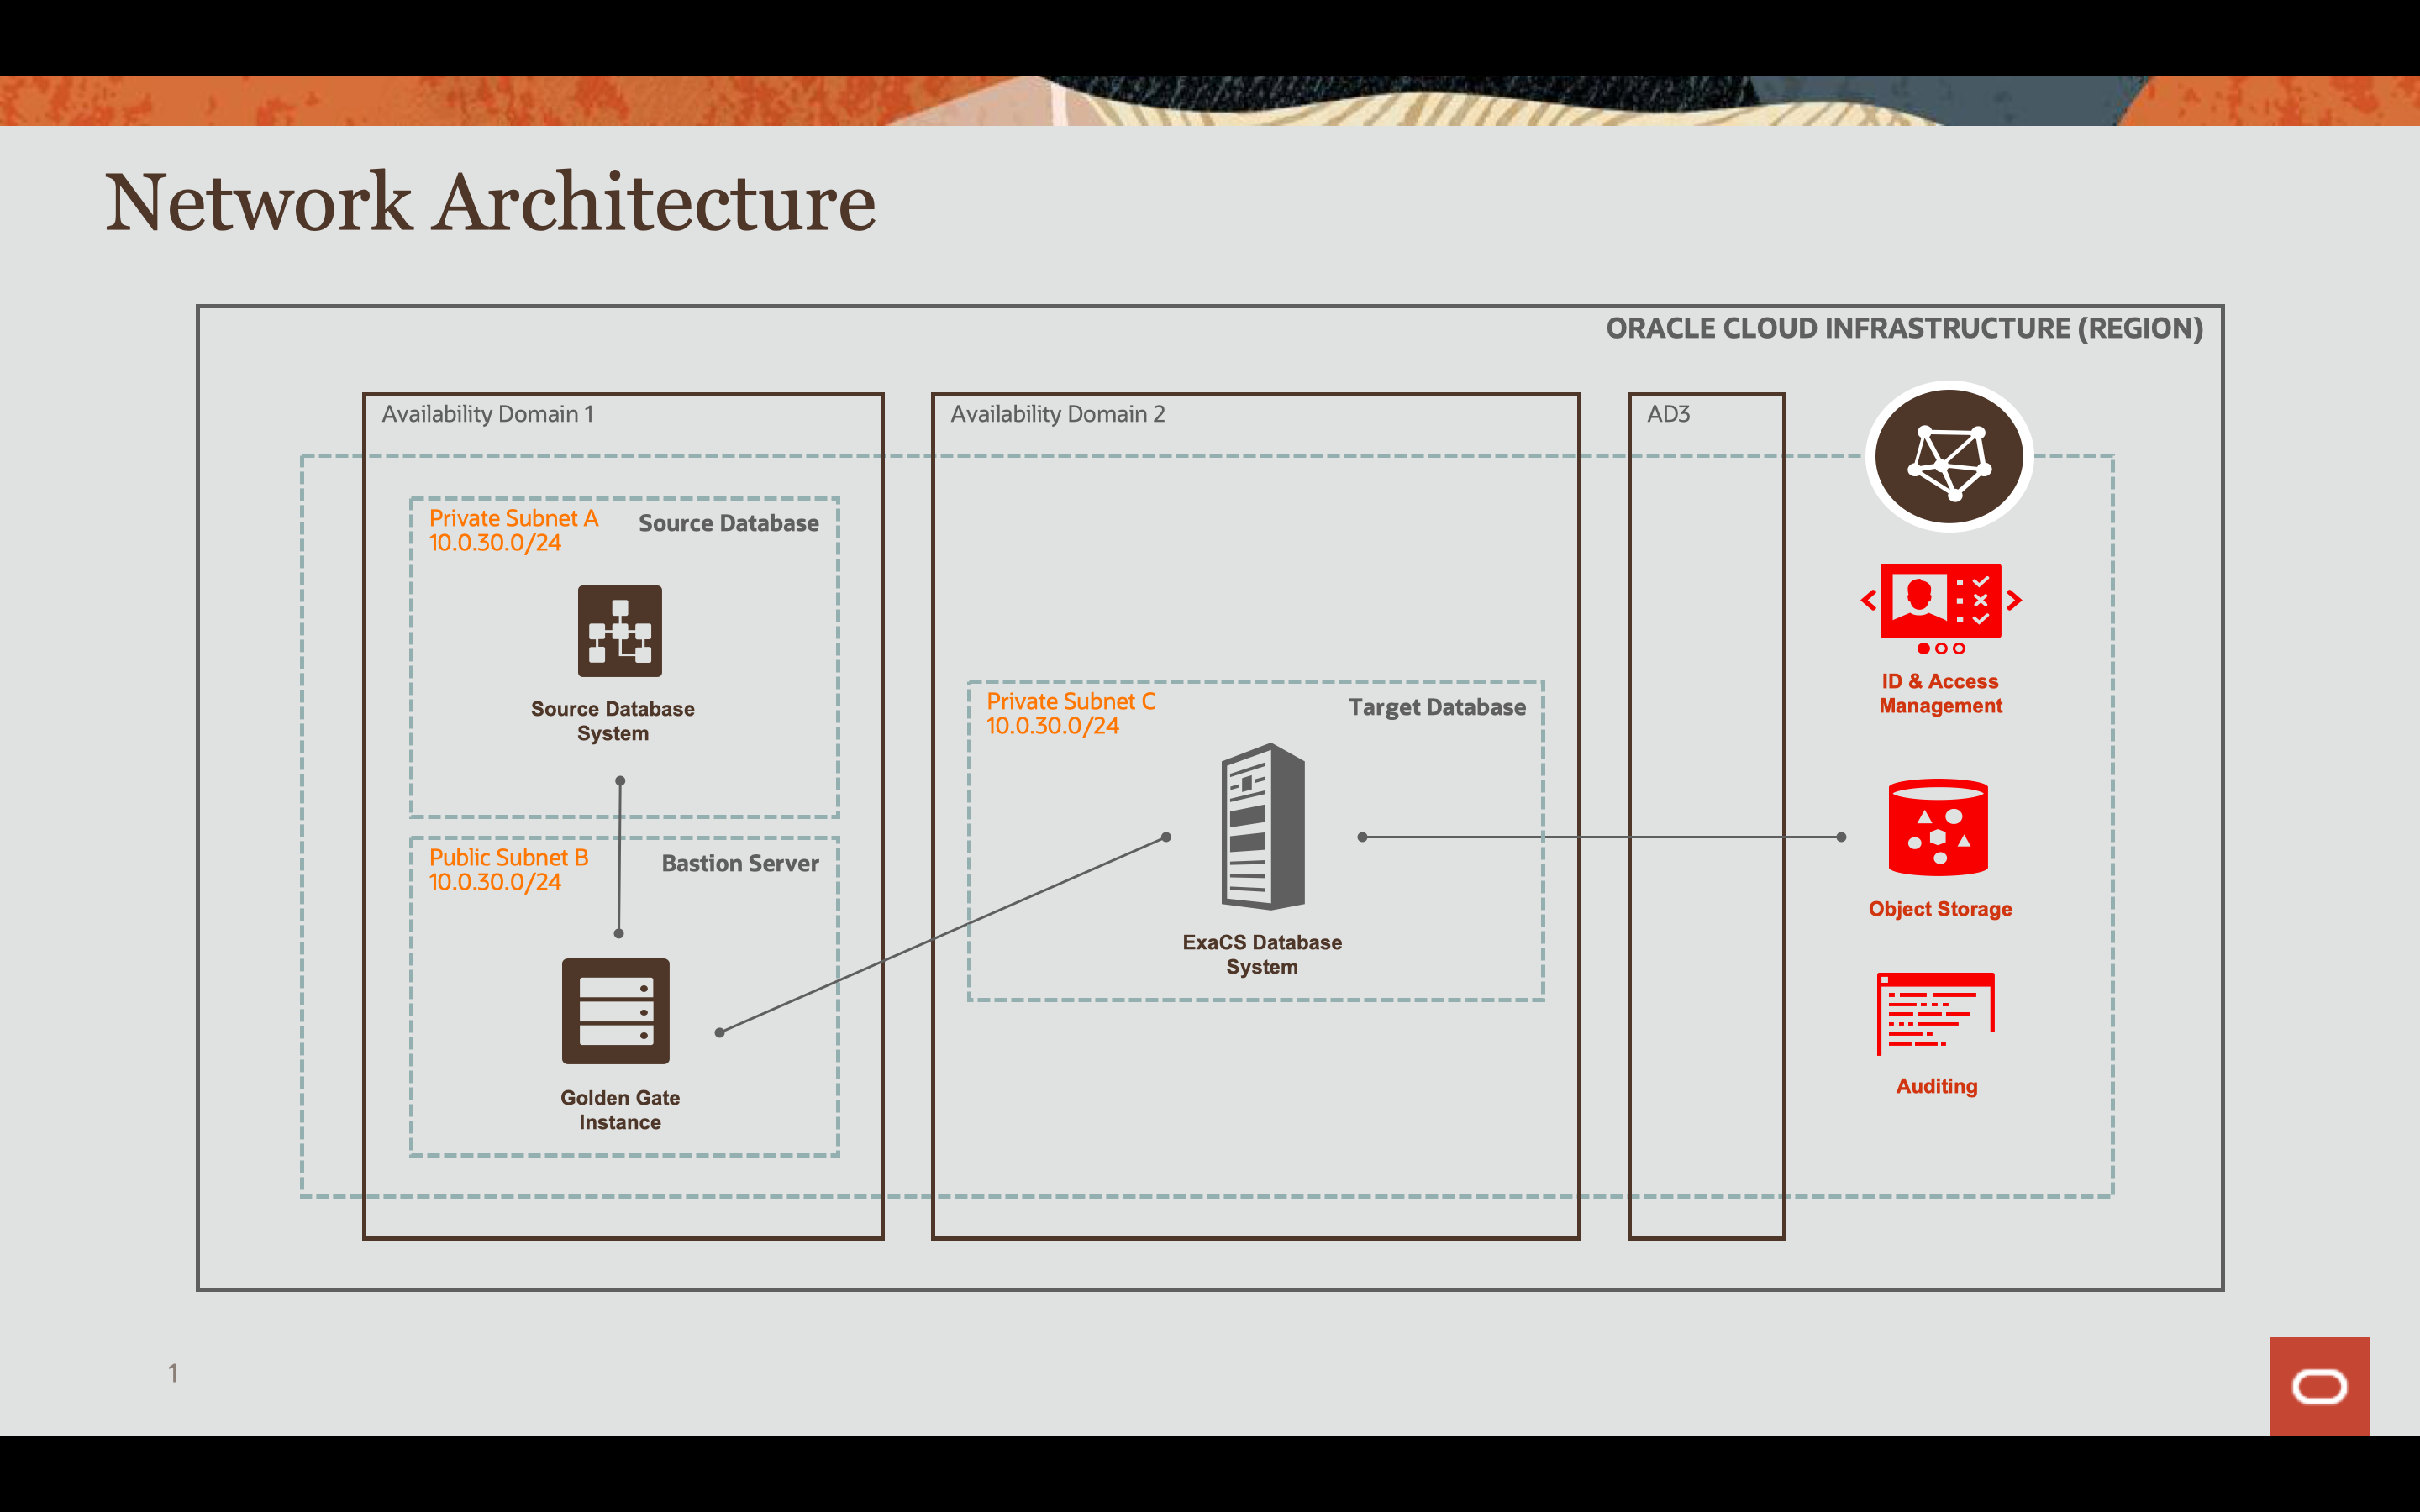 Network Architecture
ORACLE CLOUD INFRASTRUCTURE (REGION)
Availability Domain 1
Private Subnet A
10.0.30.0/24
Source Database
Source Database
System
Public Subnet B
10.0.30.0/24
Bastion Server
Golden Gate
Instance
Availability Domain 2
Private Subnet C
10.0.30.0/24
Target Database
ExaCS Database
System
AD3
ID & Access
Management
Object Storage
Auditing
1